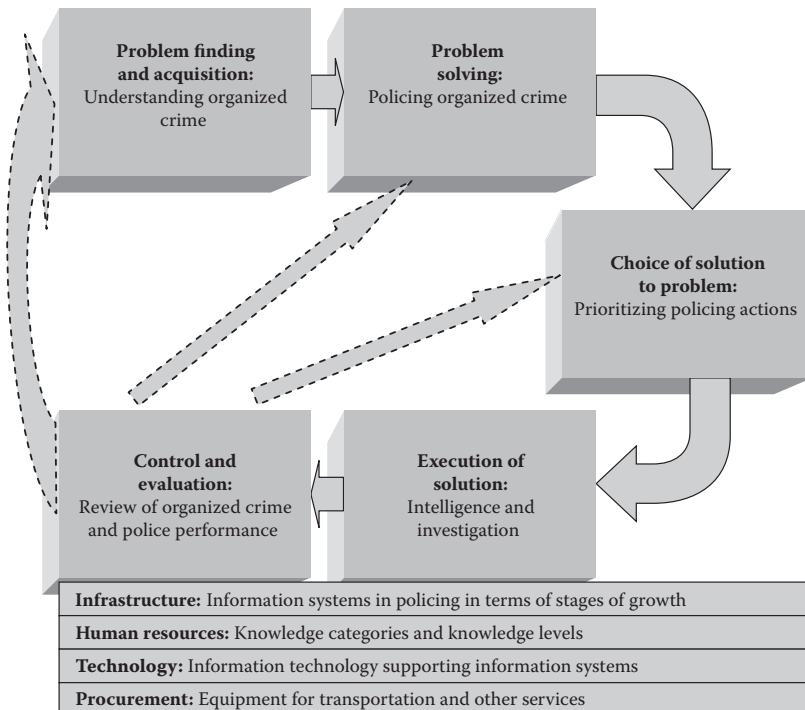 Problem finding
and acquisition:
Understanding organized
crime
Problem
solving:
Policing organized crime
Choice of solution
to problem:
Prioritizing policing actions
Control and
evaluation:
Review of organized crime
and police performance
Execution of
solution:
Intelligence and
investigation
Infrastructure: Information systems in policing in terms of stages of growth
Human resources: Knowledge categories and knowledge levels
Technology: Information technology supporting information systems
Procurement: Equipment for transportation and other services